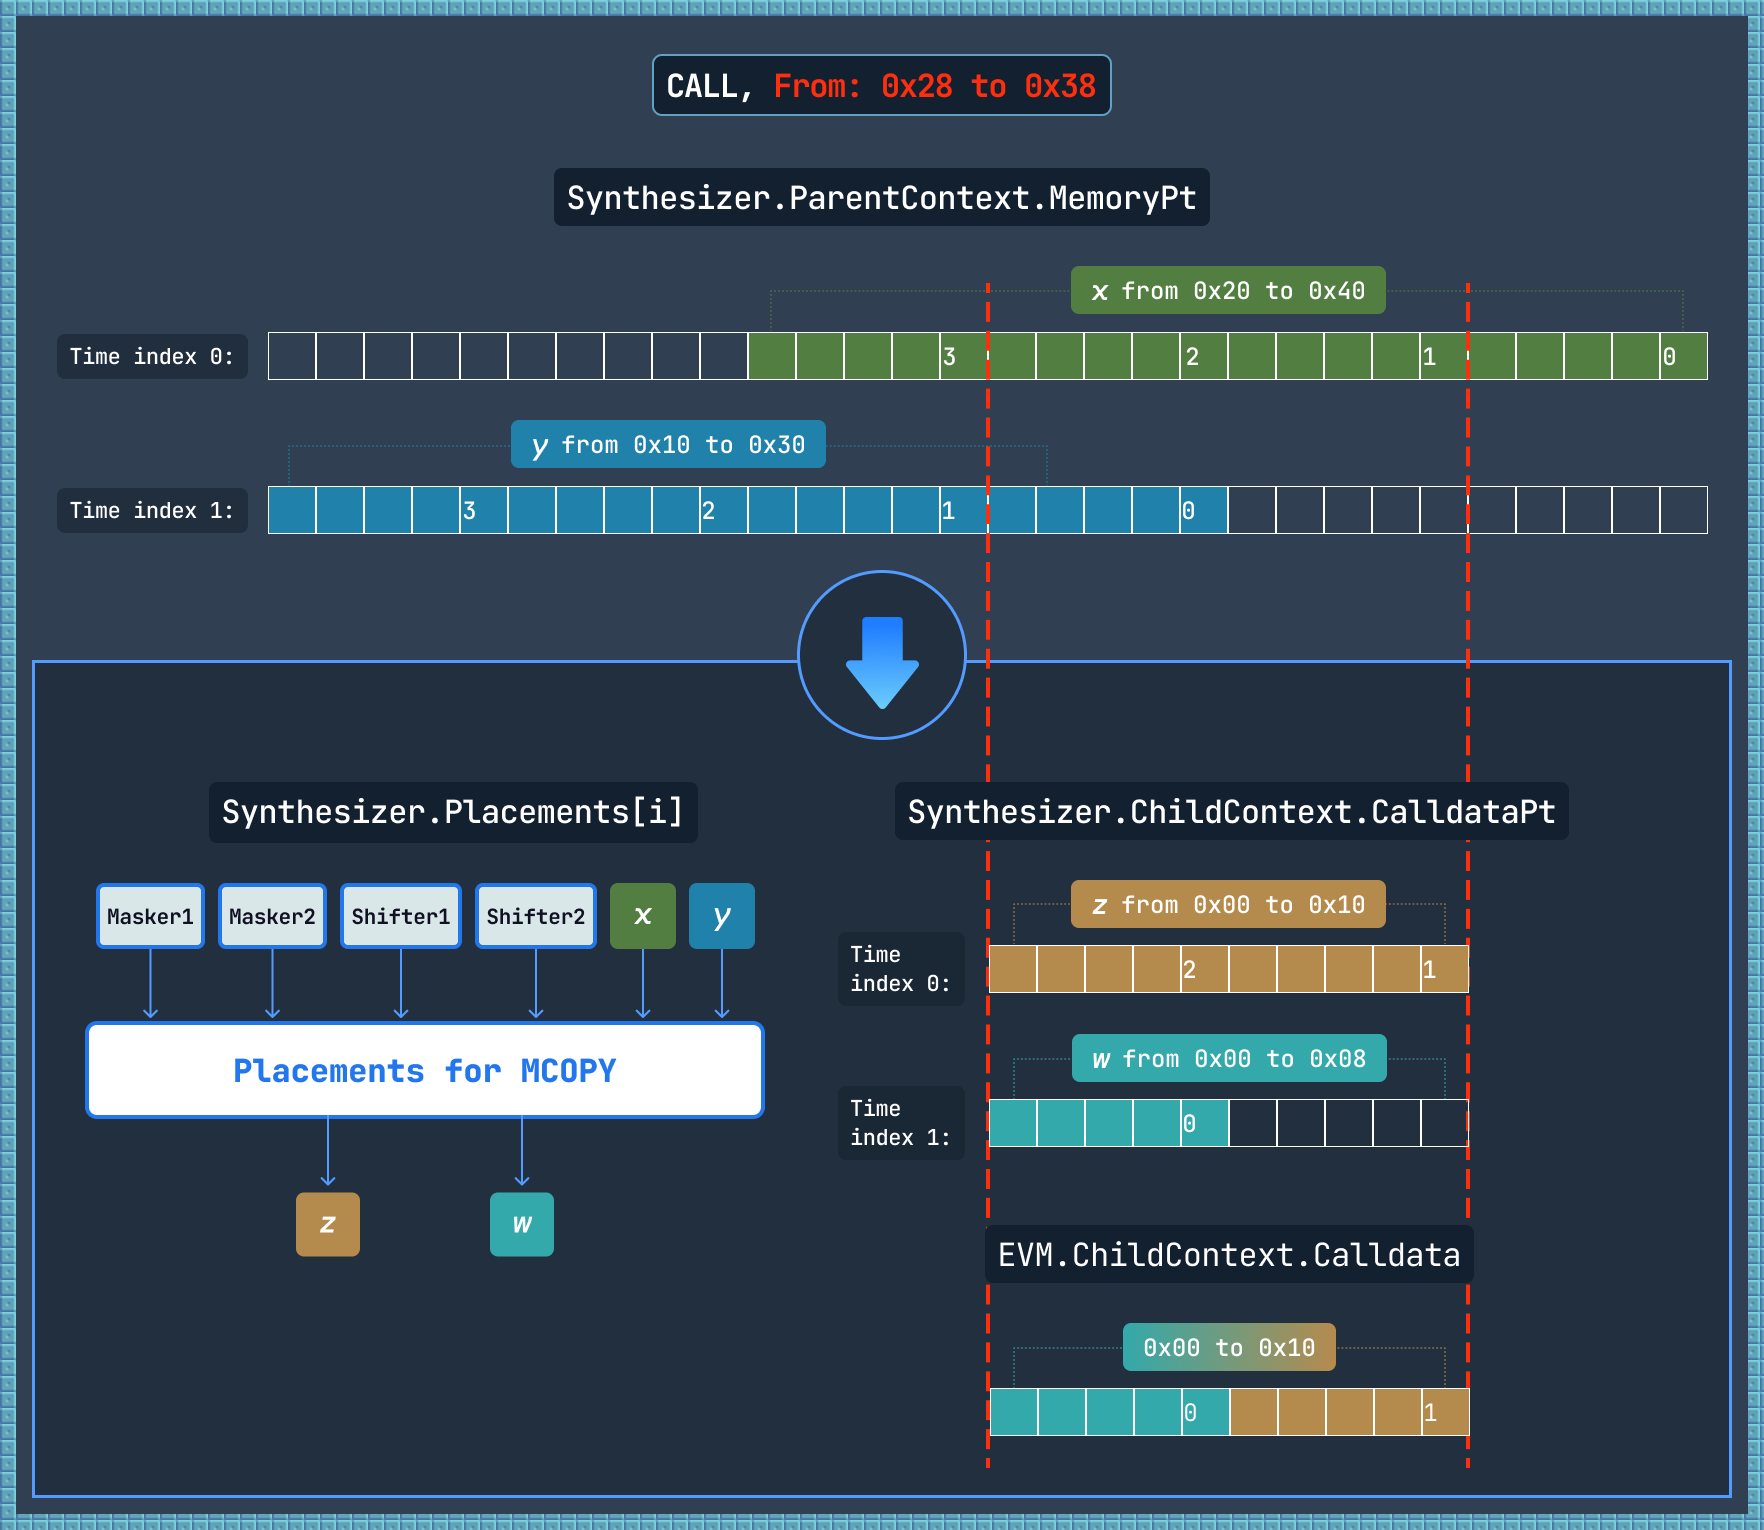 CALL, From: 0x28 to 0x38
Synthesizer.ParentContext.MemoryPt
x from 0x20 to 0x40
Time index 0:
3 2 1 0
y from 0x10 to 0x30
Time index 1:
3 2 1 0
Synthesizer.Placements[i]
Masker1 Masker2 Shifter1 Shifter2 x y
Placements for MCOPY
z w
Synthesizer.ChildContext.CalldataPt
z from 0x00 to 0x10
Time
index 0:
2 1
w from 0x00 to 0x08
Time
index 1:
0
EVM.ChildContext.Calldata
0x00 to 0x10
0 1